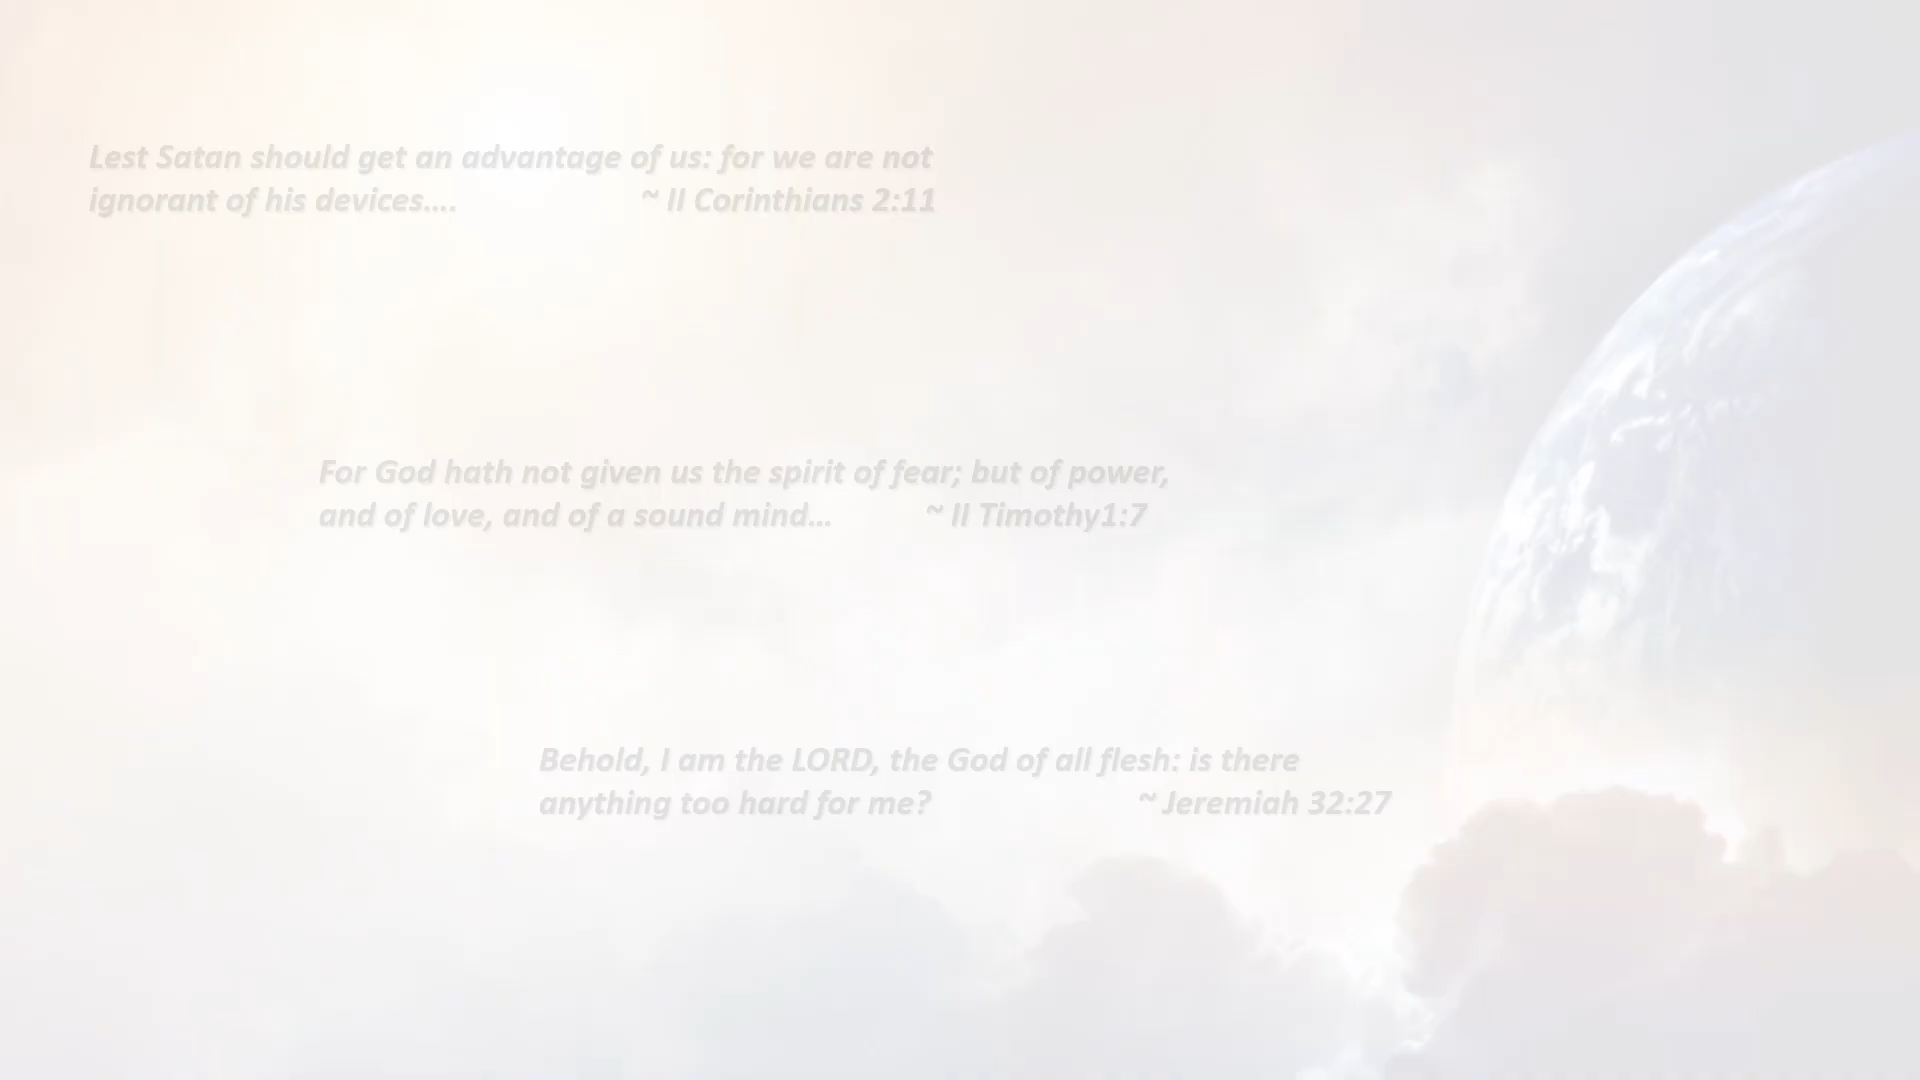 Lest Satan should get an advantage of us: for we are not
ignorant of his devices.... ~ II Corinthians 2:11
For God hath not given us the spirit of fear; but of power,
and of love, and of a sound mind... ~ II Timothy1:7
Behold, I am the LORD, the God of all flesh: is there
anything too hard for me? ~ Jeremiah 32:27